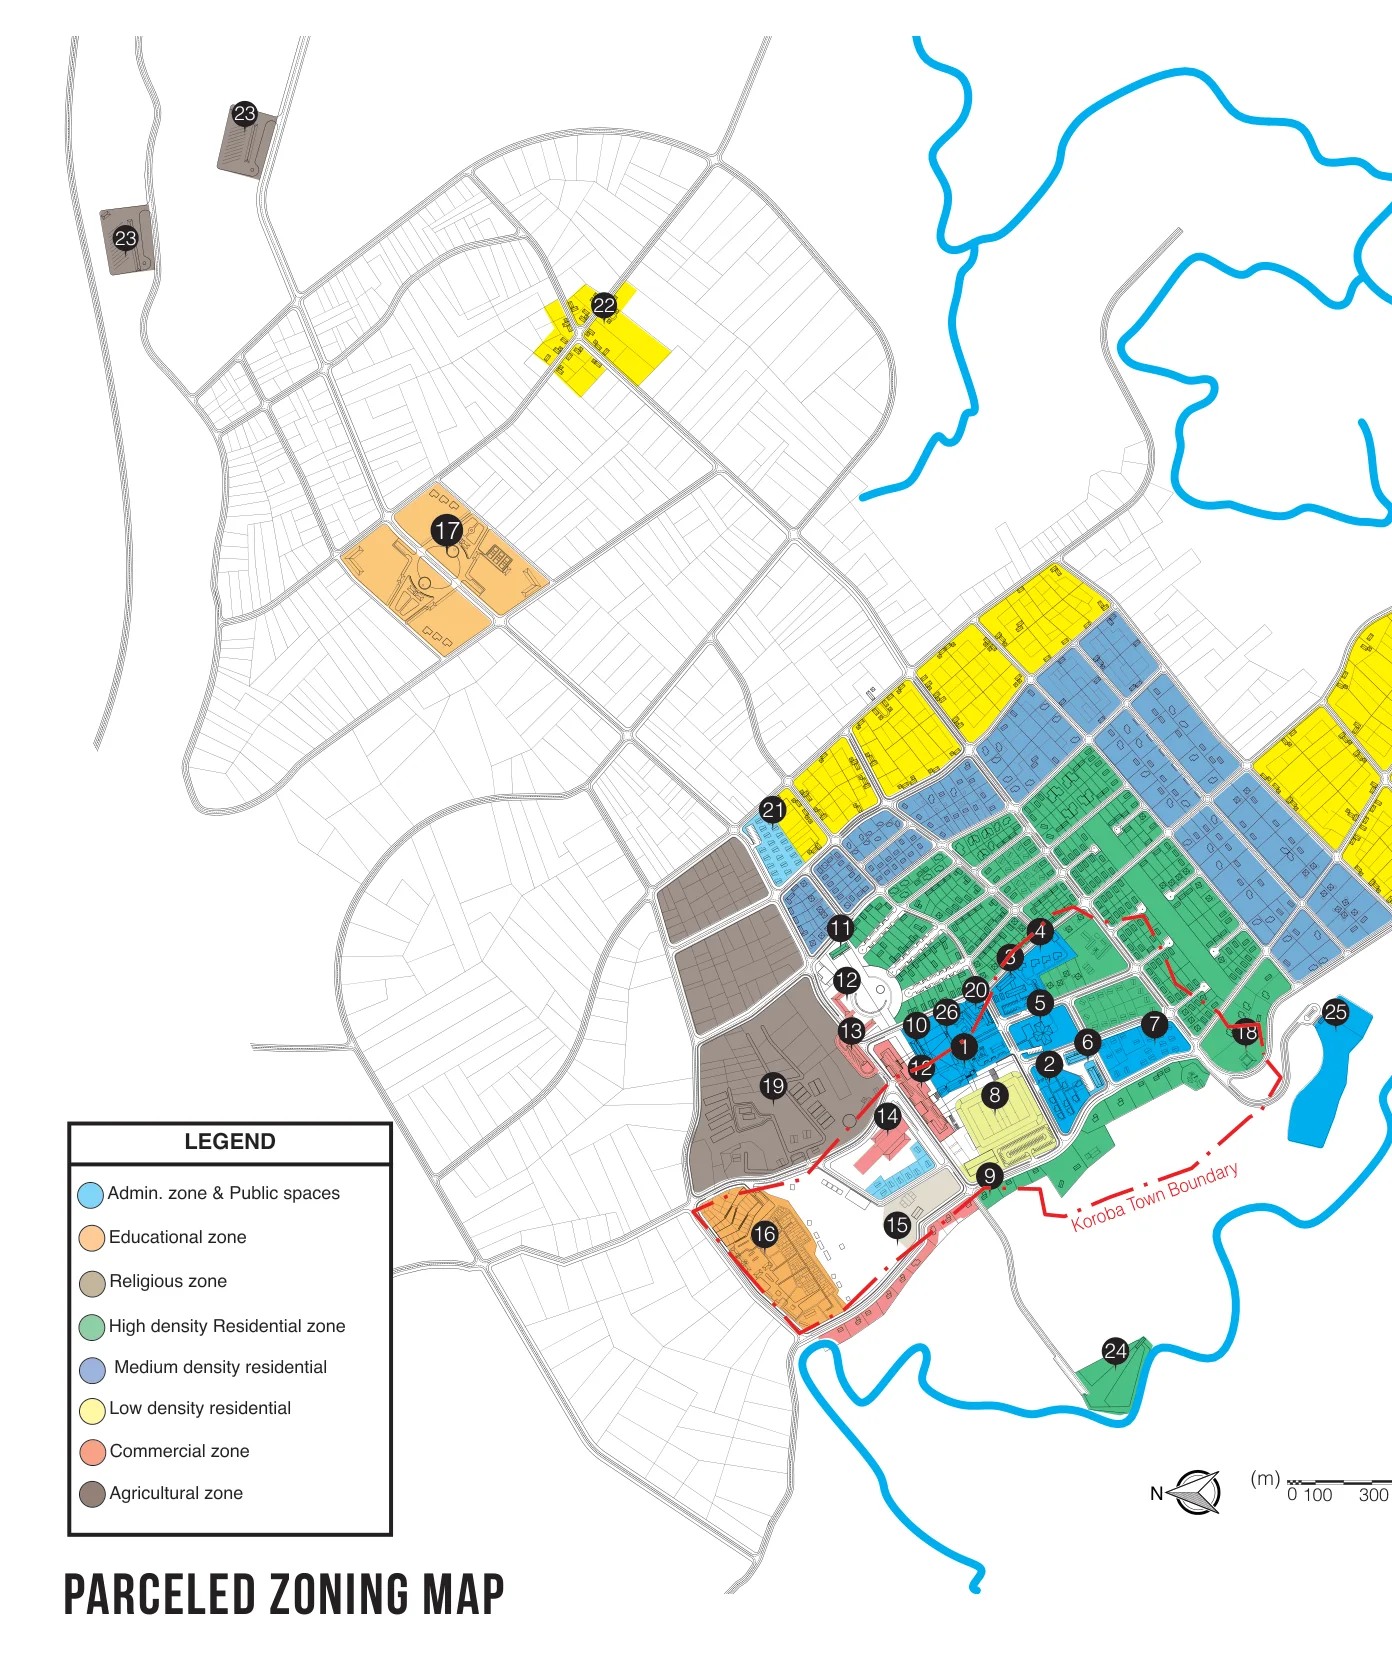 23
23
22
17
21
11
4
3
12
20
5
10
26
7
25
13
1
6
18
12
2
19
8
14
9
Koroba Town Boundary
15
16
24
LEGEND
Admin. zone & Public spaces
Educational zone
Religious zone
High density Residential zone
Medium density residential
Low density residential
Commercial zone
Agricultural zone
N
(m)
0 100 300
PARCELED ZONING MAP